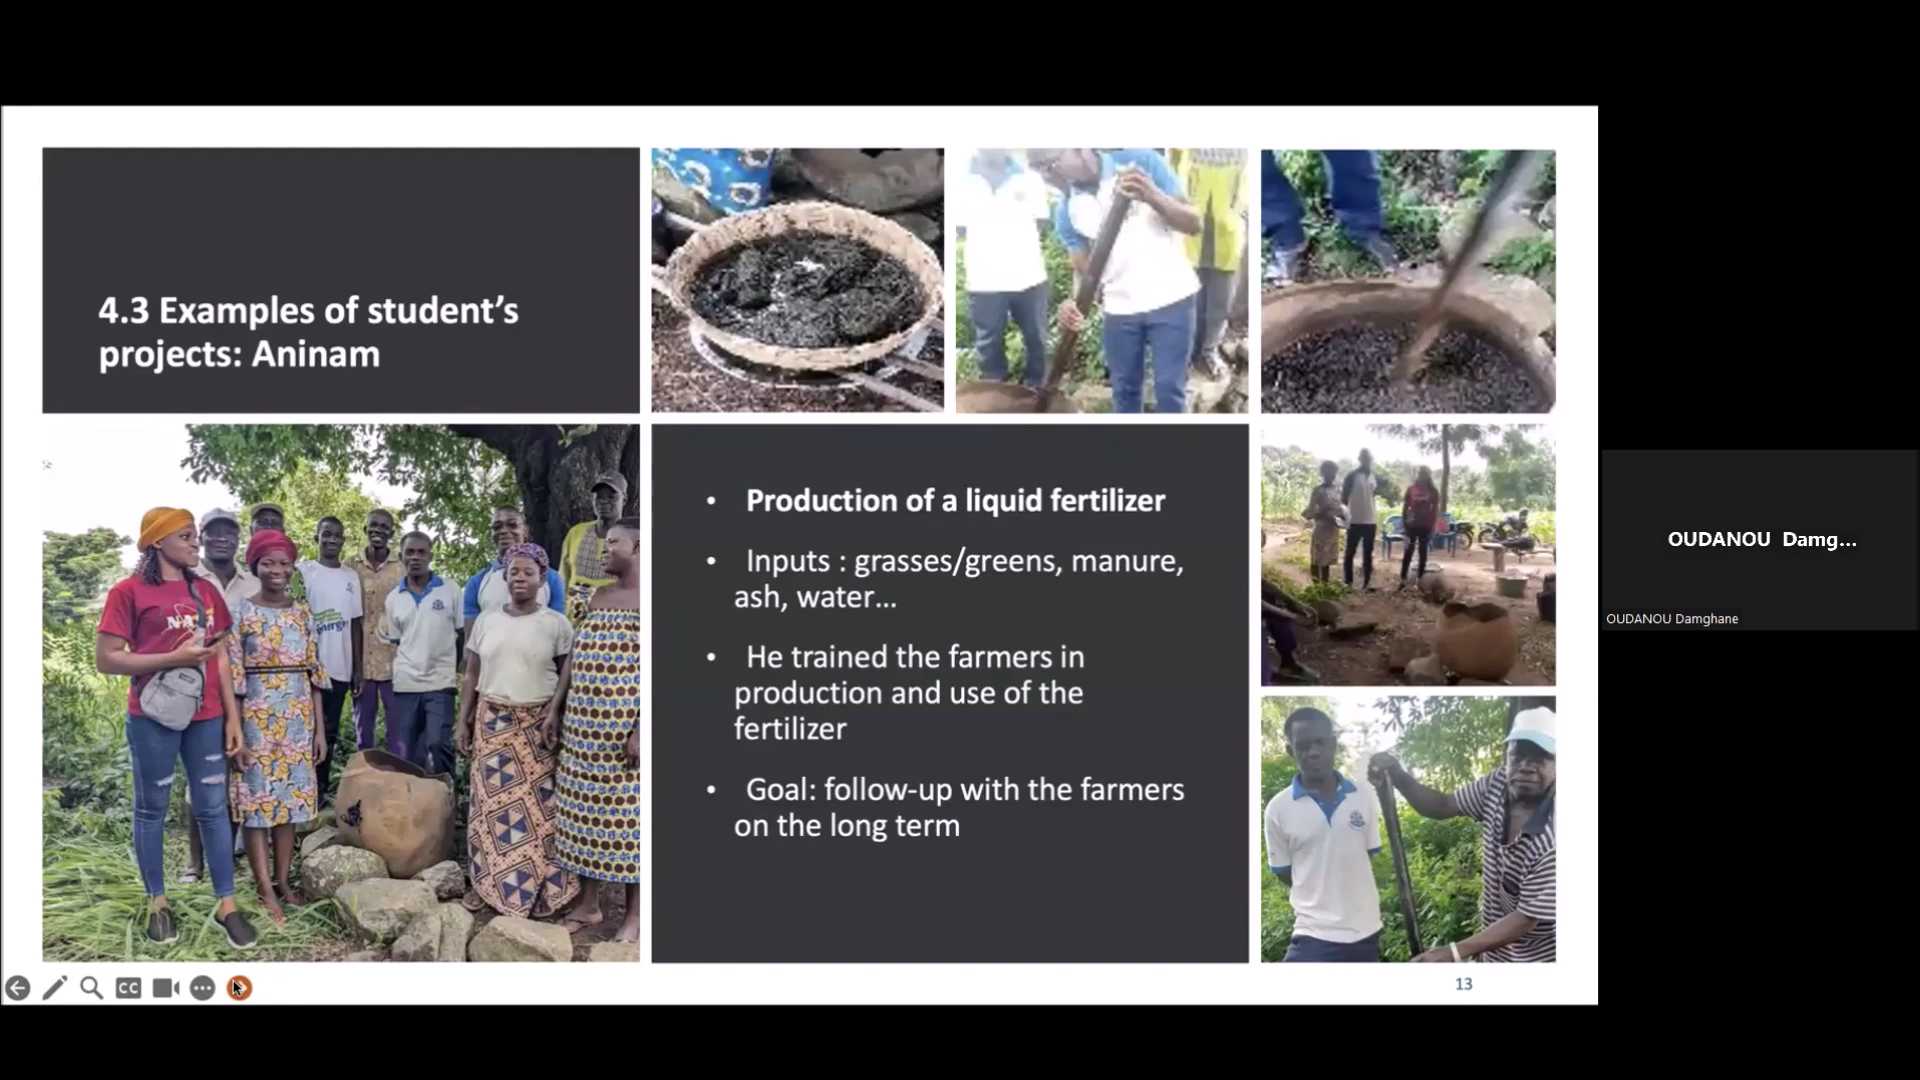 4.3 Examples of student’s
projects: Aninam
• Production of a liquid fertilizer
• Inputs : grasses/greens, manure,
ash, water...
• He trained the farmers in
production and use of the
fertilizer
• Goal: follow-up with the farmers
on the long term
CC
13
OUDANOU Damg...
OUDANOU Damghane